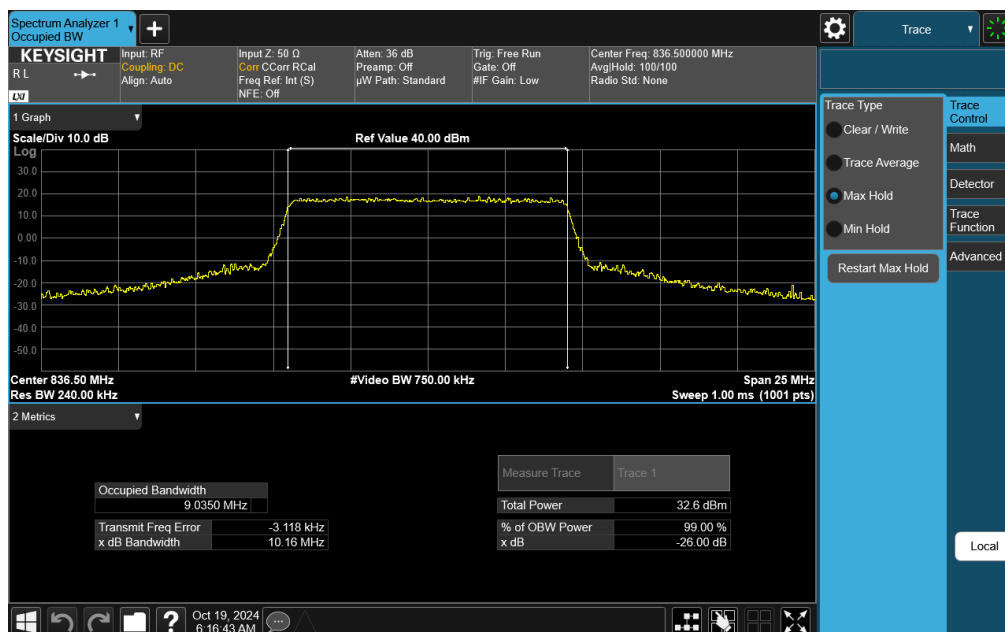 Spectrum Analyzer 1
Occupied BW
Trace
KEYSIGHT
R L
LXI
Input: RF
Coupling: DC
Align: Auto
Input Z: 50 Ω
Corr CCorr RCal
Freq Ref: Int (S)
NFE: Off
Atten: 36 dB
Preamp: Off
µW Path: Standard
Trig: Free Run
Gate: Off
#IF Gain: Low
Center Freq: 836.500000 MHz
Avg|Hold: 100/100
Radio Std: None
1 Graph
Scale/Div 10.0 dB
Ref Value 40.00 dBm
Log
30.0
20.0
10.0
0.00
-10.0
-20.0
-30.0
-40.0
-50.0
Center 836.50 MHz
#Video BW 750.00 kHz
Span 25 MHz
Res BW 240.00 kHz
Sweep 1.00 ms (1001 pts)
2 Metrics
Measure Trace
Trace 1
Occupied Bandwidth
9.0350 MHz
Total Power
32.6 dBm
Transmit Freq Error
-3.118 kHz
% of OBW Power
99.00 %
x dB Bandwidth
10.16 MHz
x dB
-26.00 dB
Trace Type
Clear / Write
Trace Average
Max Hold
Min Hold
Restart Max Hold
Trace
Control
Math
Detector
Trace
Function
Advanced
Local
?
Oct 19, 2024
6:16:43 AM